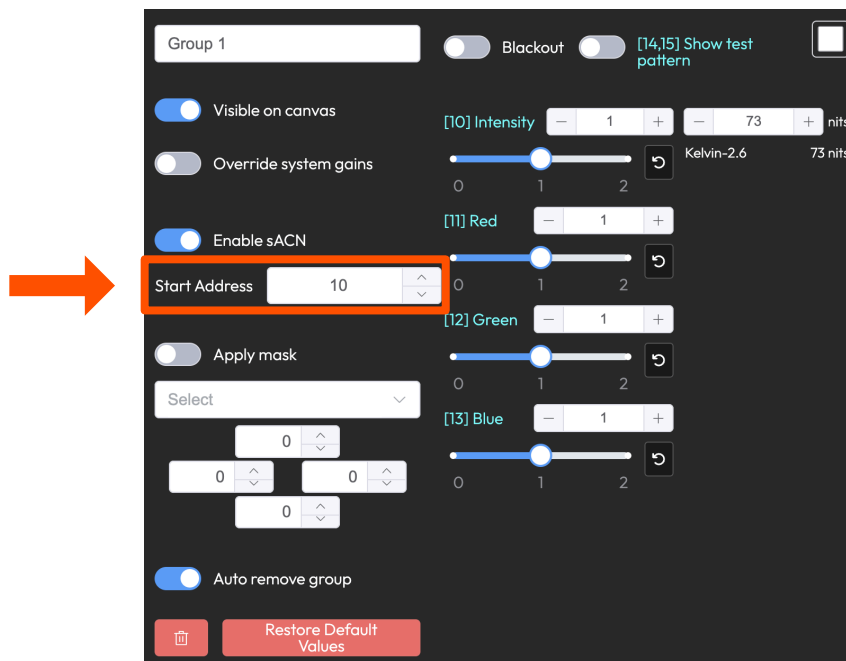 Group 1
Blackout
[14,15] Show test
pattern
Visible on canvas
Override system gains
[10] Intensity
1
73
nits
Kelvin-2.6
73 nits
0
1
2
Enable sACN
[11] Red
1
Start Address
10
0
1
2
[12] Green
1
Apply mask
0
1
2
Select
[13] Blue
1
0
0
0
0
0
1
2
Auto remove group
Restore Default
Values